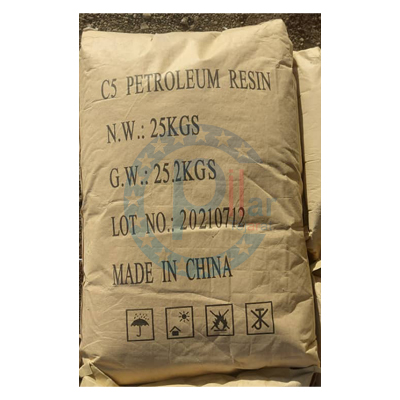 C5 PETROLEUM RESIN
N.W.: 25KGS
G.W.: 25.2KGS
LOT NO.: 20210712
MADE IN CHINA